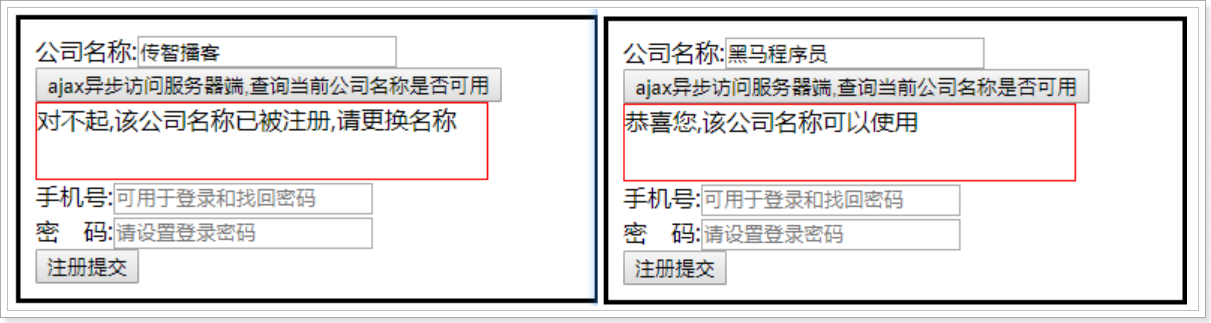 公司名称:传智播客
ajax异步访问服务器端,查询当前公司名称是否可用
对不起,该公司名称已被注册,请更换名称
手机号:可用于登录和找回密码
密　码:请设置登录密码
注册提交
公司名称:黑马程序员
ajax异步访问服务器端,查询当前公司名称是否可用
恭喜您,该公司名称可以使用
手机号:可用于登录和找回密码
密　码:请设置登录密码
注册提交